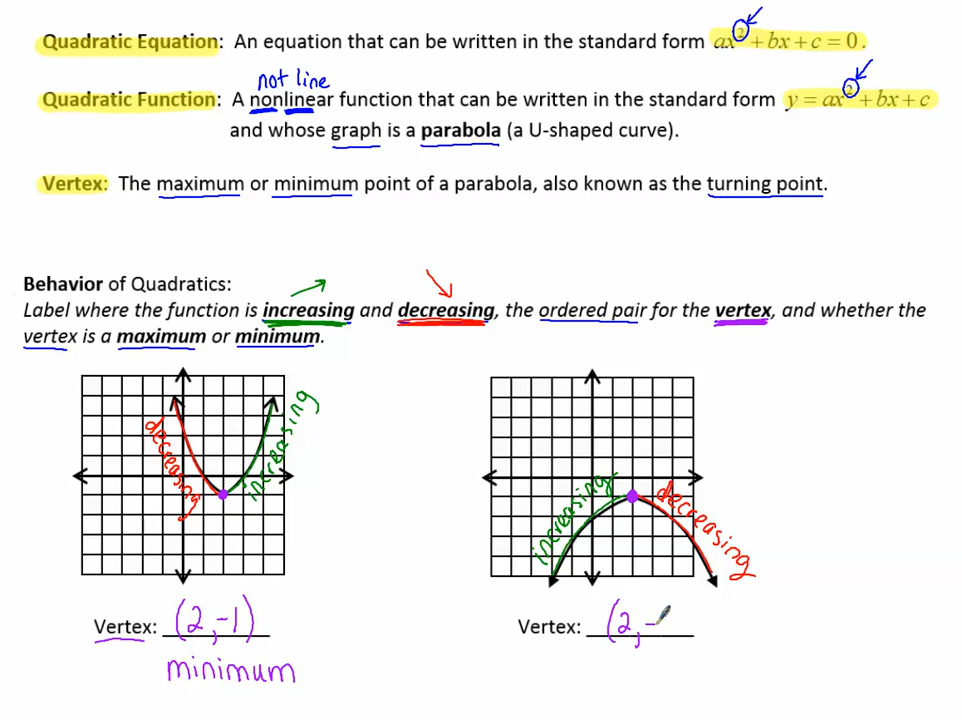 Quadratic Equation: An equation that can be written in the standard form ax² + bx + c = 0.
not line
Quadratic Function: A nonlinear function that can be written in the standard form y = ax² + bx + c
and whose graph is a parabola (a U-shaped curve).
Vertex: The maximum or minimum point of a parabola, also known as the turning point.
Behavior of Quadratics:
Label where the function is increasing and decreasing, the ordered pair for the vertex, and whether the
vertex is a maximum or minimum.
decreasing increasing
increasing decreasing
Vertex: (2, -1)
minimum
Vertex: (2, -